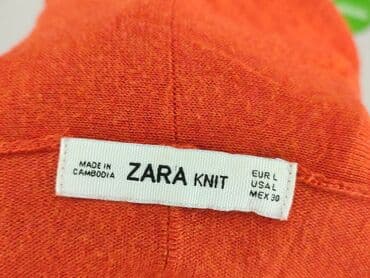 MADE IN
CAMBODIA
ZARA KNIT
EUR L
USA L
MEX 30